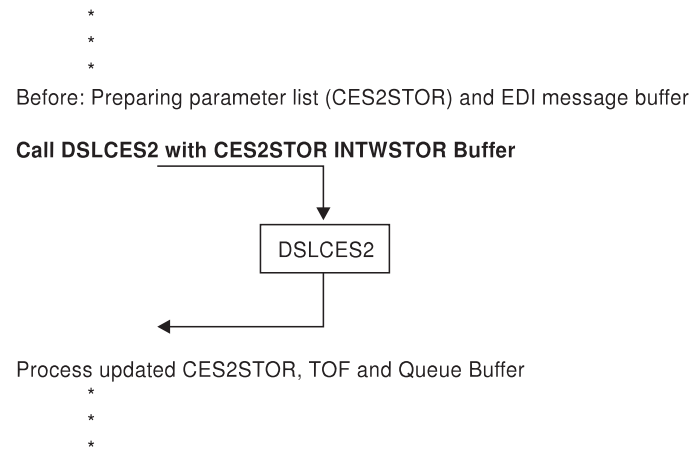 *
*
*
Before: Preparing parameter list (CES2STOR) and EDI message buffer
Call DSLCES2 with CES2STOR INTWSTOR Buffer
DSLCES2
Process updated CES2STOR, TOF and Queue Buffer
*
*
*